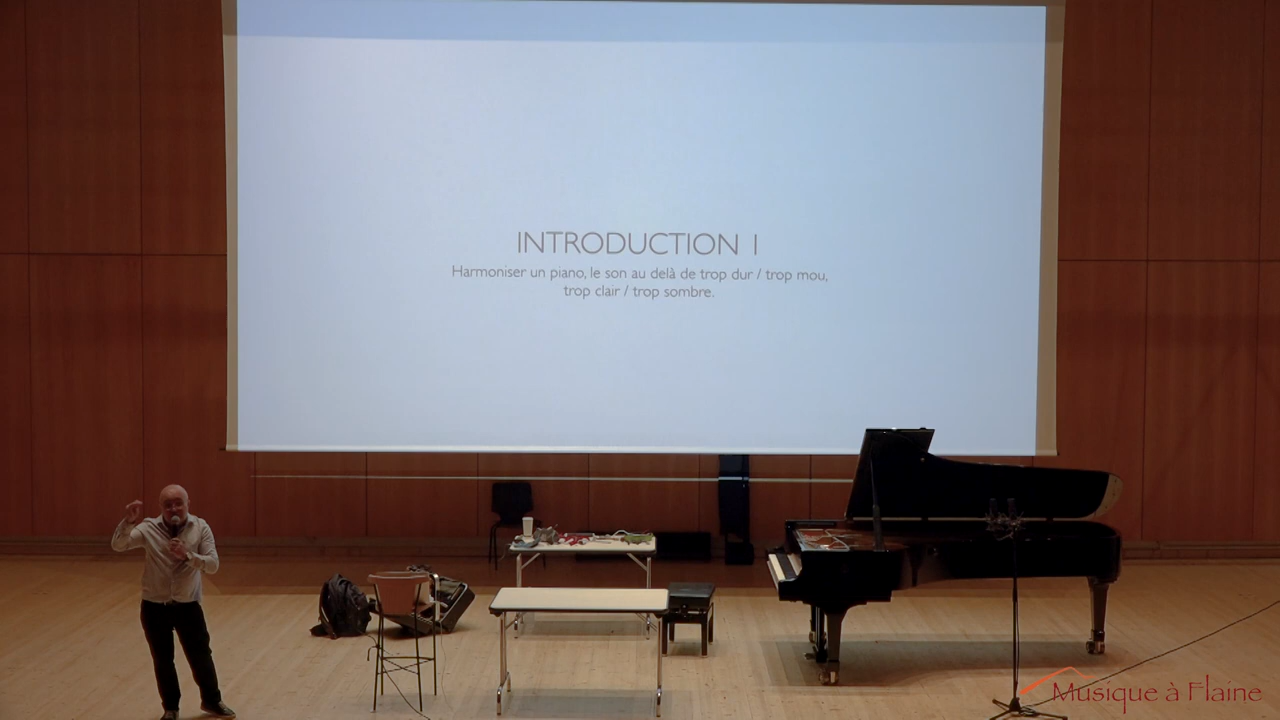 INTRODUCTION I
Harmoniser un piano, le son au delà de trop dur / trop mou,
trop clair / trop sombre.
Musique à Flaine